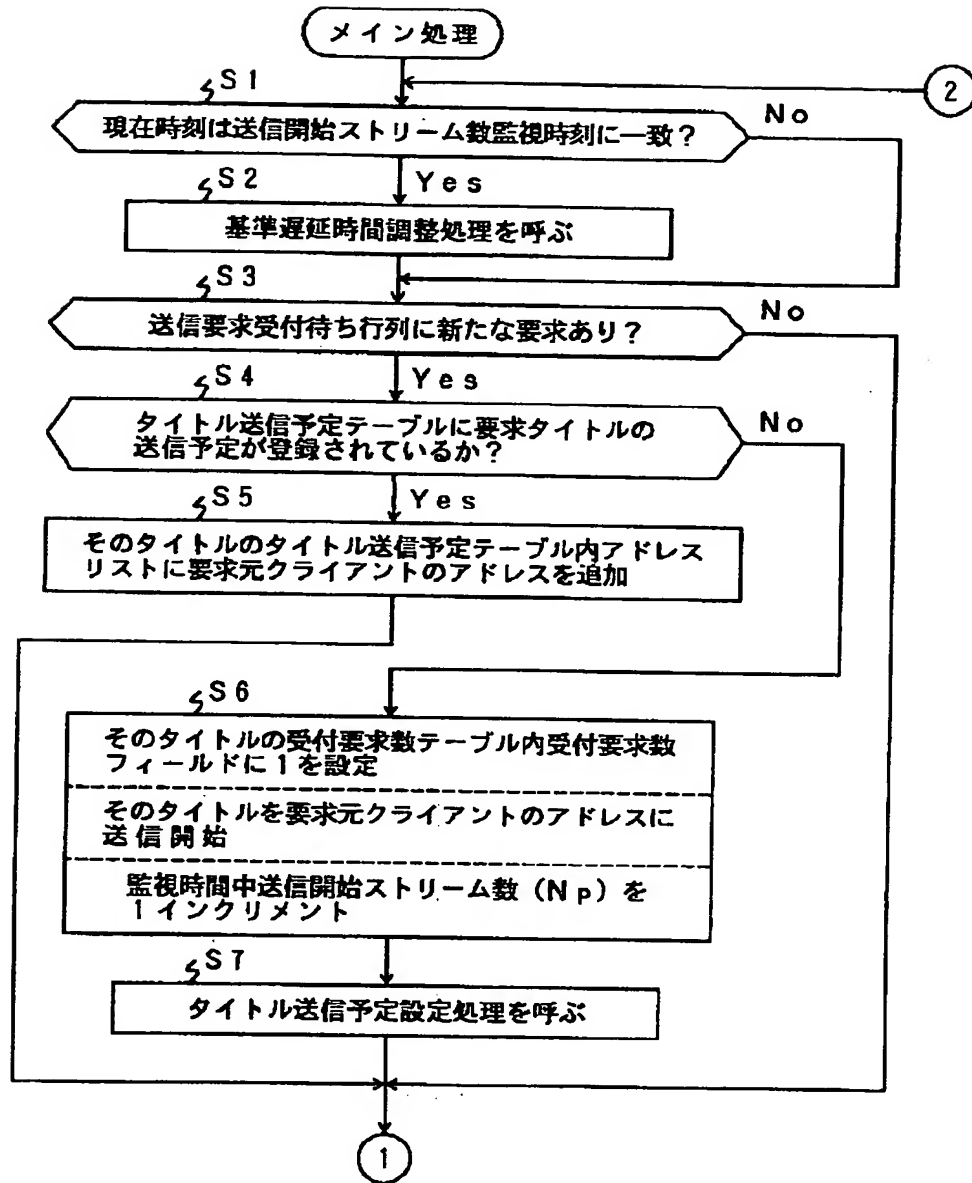 メイン処理
2
S1
現在時刻は送信開始ストリーム数監視時刻に一致？
No
Yes
S2
基準遅延時間調整処理を呼ぶ
S3
送信要求受付待ち行列に新たな要求あり？
No
Yes
S4
タイトル送信予定テーブルに要求タイトルの
送信予定が登録されているか？
No
Yes
S5
そのタイトルのタイトル送信予定テーブル内アドレス
リストに要求元クライアントのアドレスを追加
S6
そのタイトルの受付要求数テーブル内受付要求数
フィールドに1を設定
そのタイトルを要求元クライアントのアドレスに
送信開始
監視時間中送信開始ストリーム数（Np）を
1インクリメント
S7
タイトル送信予定設定処理を呼ぶ
1